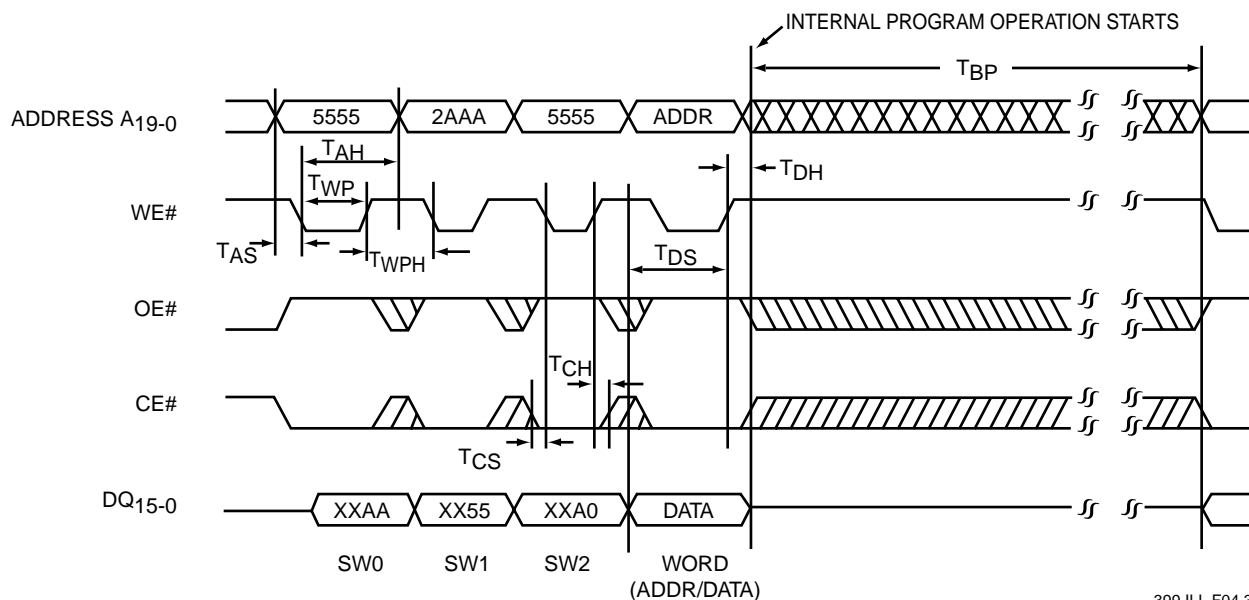 INTERNAL PROGRAM OPERATION STARTS
TBP
ADDRESS A19-0
5555
2AAA
5555
ADDR
TAH
TDH
TWP
WE#
TAS
TWPH
TDS
OE#
TCH
CE#
TCS
DQ15-0
XXAA
XX55
XXA0
DATA
SW0
SW1
SW2
WORD
(ADDR/DATA)